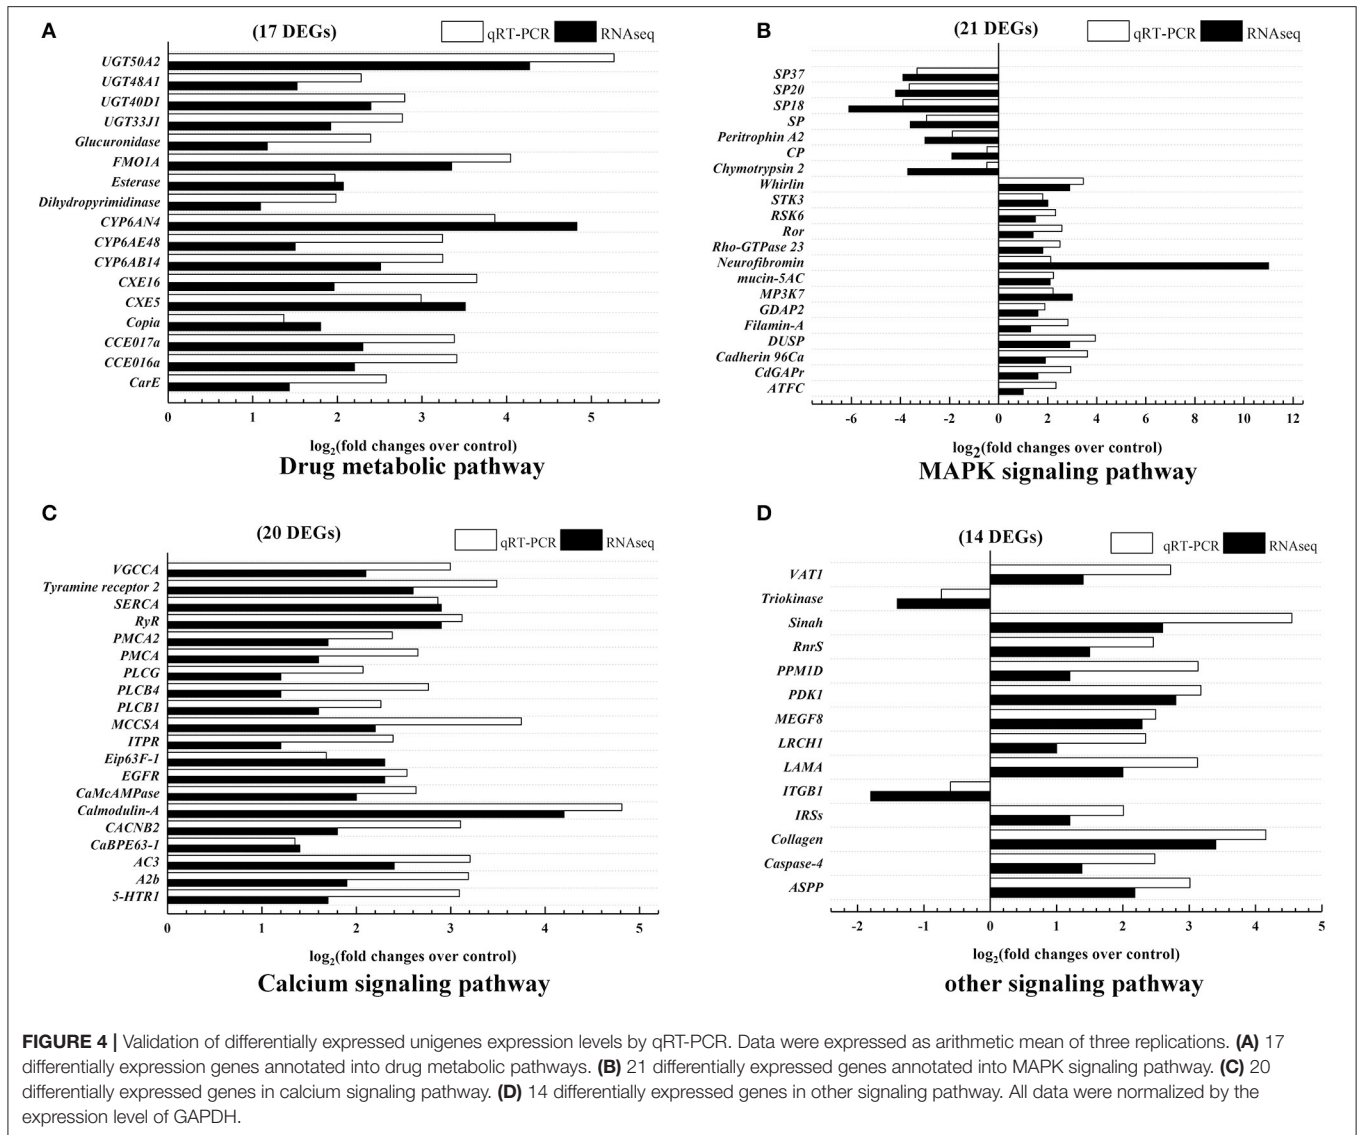 A
(17 DEGs)
qRT-PCR
RNAseq
UGT50A2
UGT48A1
UGT40D1
UGT33J1
Glucuronidase
FMO1A
Esterase
Dihydropyrimidinase
CYP6AN4
CYP6AE48
CYP6AB14
CXE16
CXE5
Copia
CCE017a
CCE016a
CarE
0 1 2 3 4 5
log2(fold changes over control)
Drug metabolic pathway
B
(21 DEGs)
qRT-PCR
RNAseq
SP37
SP20
SP18
SP
Peritrophin A2
CP
Chymotrypsin 2
Whirlin
STK3
RSK6
Ror
Rho-GTPase 23
Neurofibromin
mucin-5AC
MP3K7
GDAP2
Filamin-A
DUSP
Cadherin 96Ca
CdGAPr
ATFC
-6 -4 -2 0 2 4 6 8 10 12
log2(fold changes over control)
MAPK signaling pathway
C
(20 DEGs)
qRT-PCR
RNAseq
VGCCA
Tyramine receptor 2
SERCA
RyR
PMCA2
PMCA
PLCG
PLCB4
PLCB1
MCCSA
ITPR
Eip63F-1
EGFR
CaMcAMPase
Calmodulin-A
CACNB2
CaBPE63-1
AC3
A2b
5-HTR1
0 1 2 3 4 5
log2(fold changes over control)
Calcium signaling pathway
D
(14 DEGs)
qRT-PCR
RNAseq
VAT1
Triokinase
Sinah
RnrS
PPM1D
PDK1
MEGF8
LRCH1
LAMA
ITGB1
IRSs
Collagen
Caspase-4
ASPP
-2 -1 0 1 2 3 4 5
log2(fold changes over control)
other signaling pathway
FIGURE 4 | Validation of differentially expressed unigenes expression levels by qRT-PCR. Data were expressed as arithmetic mean of three replications. (A) 17
differentially expression genes annotated into drug metabolic pathways. (B) 21 differentially expressed genes annotated into MAPK signaling pathway. (C) 20
differentially expressed genes in calcium signaling pathway. (D) 14 differentially expressed genes in other signaling pathway. All data were normalized by the
expression level of GAPDH.